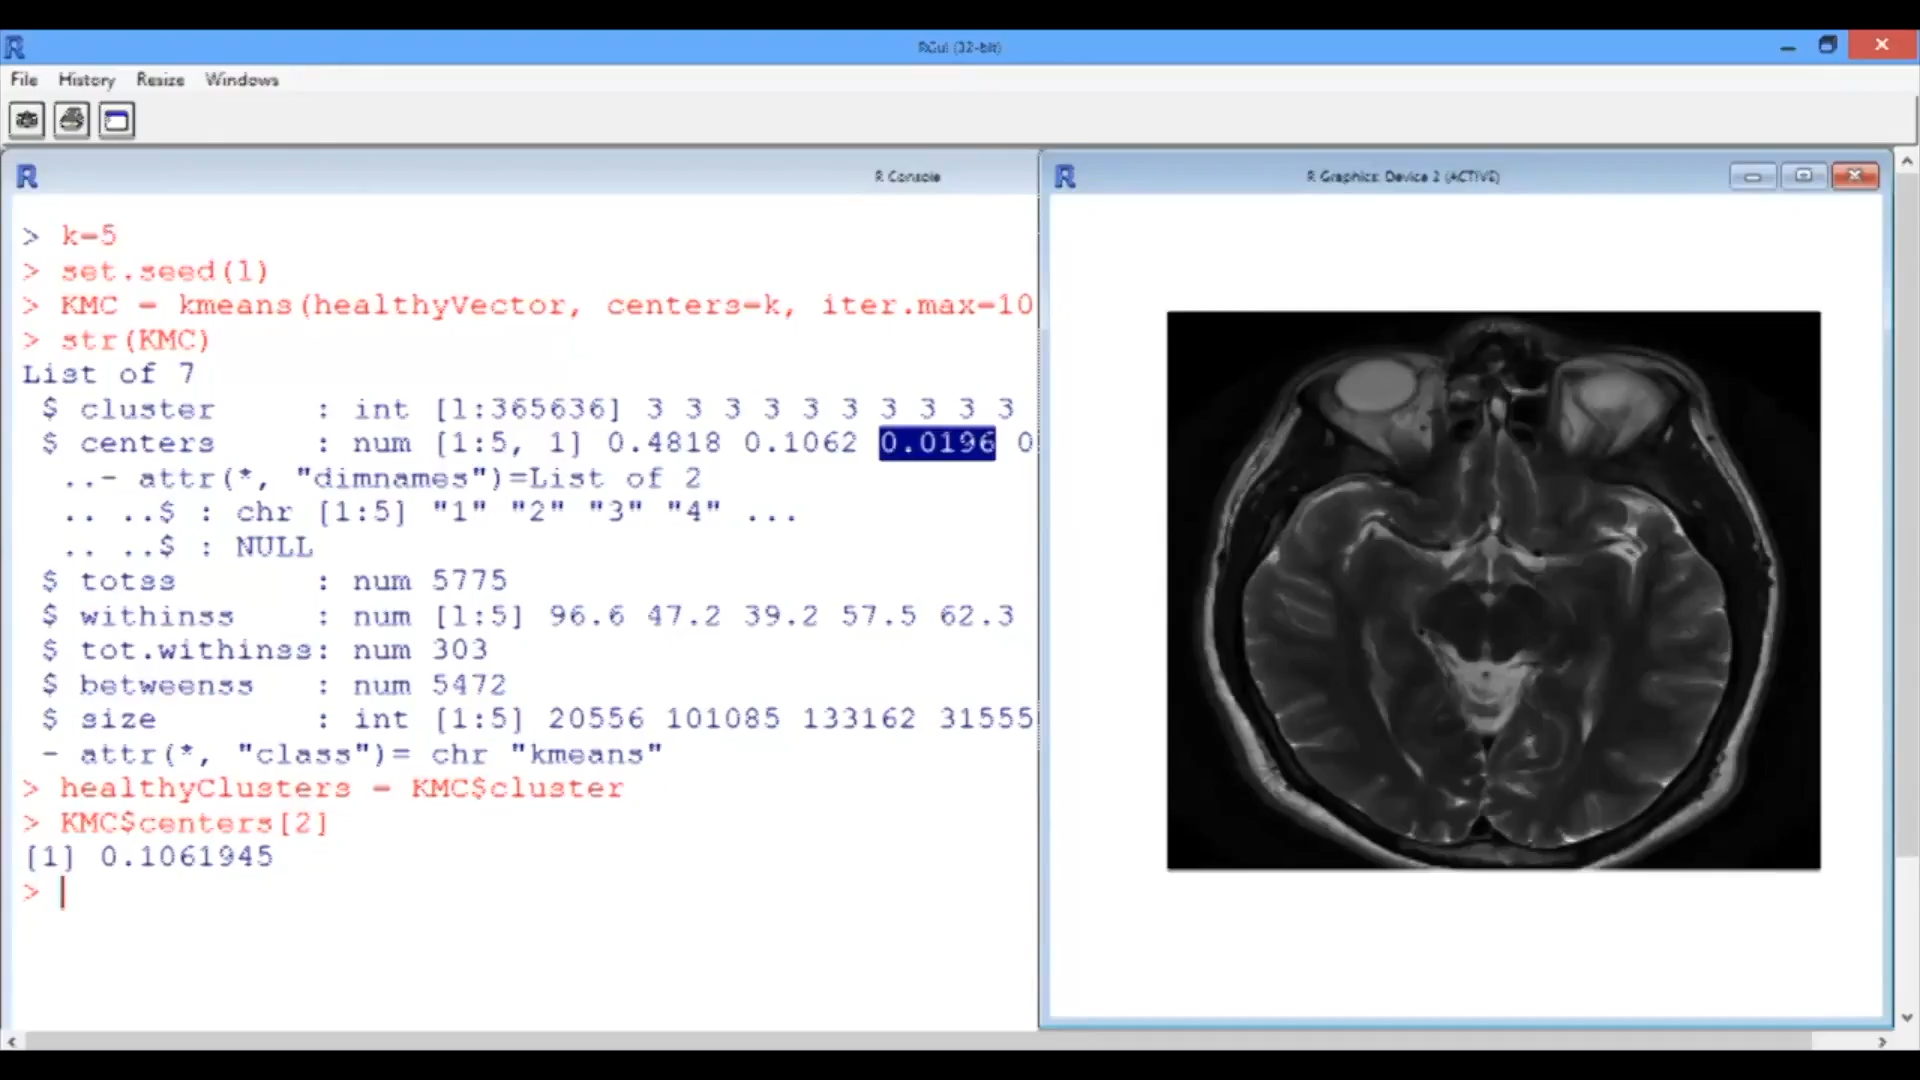 RGui (32-bit)
File History Resize Windows
R Console
> k=5
> set.seed(1)
> KMC = kmeans(healthyVector, centers=k, iter.max=10
> str(KMC)
List of 7
$ cluster : int [1:365636] 3 3 3 3 3 3 3 3 3 3
$ centers : num [1:5, 1] 0.4818 0.1062 0.0196 0
..- attr(*, "dimnames")=List of 2
.. ..$ : chr [1:5] "1" "2" "3" "4" ...
.. ..$ : NULL
$ totss : num 5775
$ withinss : num [1:5] 96.6 47.2 39.2 57.5 62.3
$ tot.withinss: num 303
$ betweenss : num 5472
$ size : int [1:5] 20556 101085 133162 31555
- attr(*, "class")= chr "kmeans"
> healthyClusters = KMC$cluster
> KMC$centers[2]
[1] 0.1061945
>
R Graphics: Device 2 (ACTIVE)